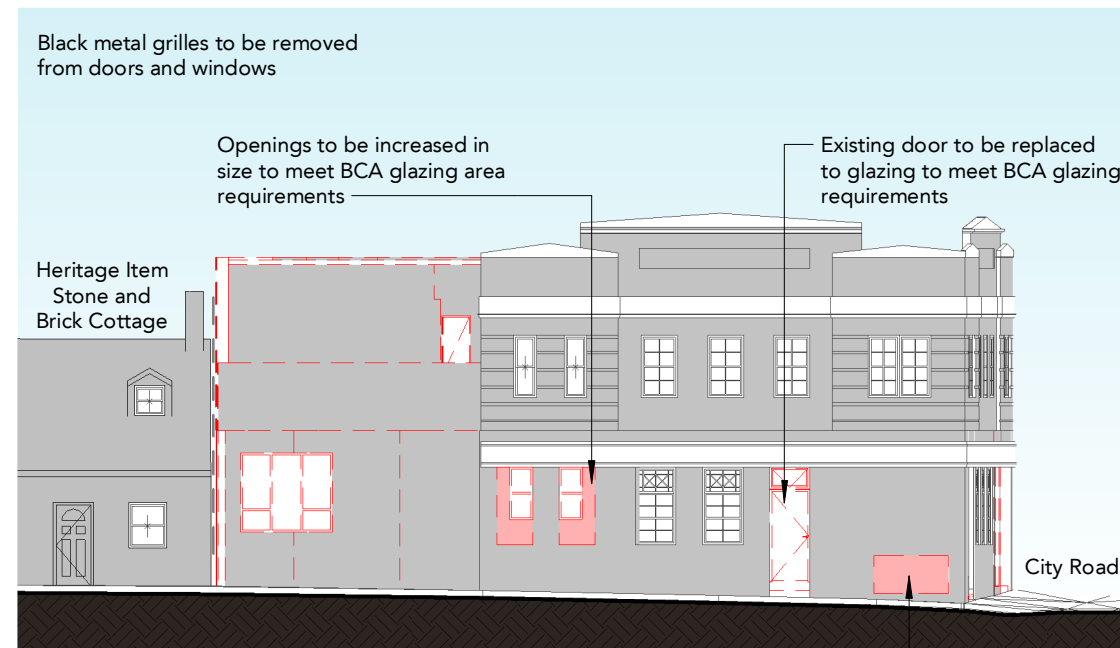 Black metal grilles to be removed
from doors and windows
Openings to be increased in
size to meet BCA glazing area
requirements
Existing door to be replaced
to glazing to meet BCA glazing
requirements
Heritage Item
Stone and
Brick Cottage
City Road